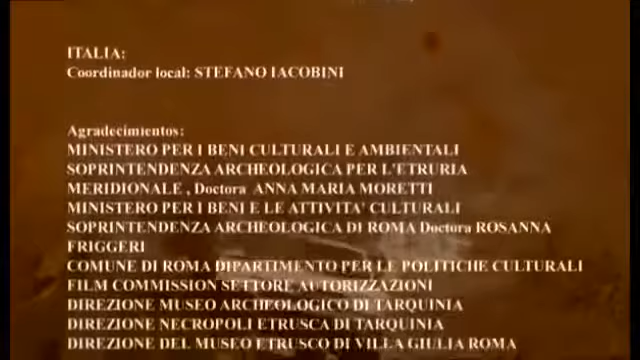 ITALIA:
Coordinador local: STEFANO IACOBINI
Agradecimientos:
MINISTERO PER I BENI CULTURALI E AMBIENTALI
SOPRINTENDENZA ARCHEOLOGICA PER L'ETRURIA
MERIDIONALE , Doctora ANNA MARIA MORETTI
MINISTERO PER I BENI E LE ATTIVITA' CULTURALI
SOPRINTENDENZA ARCHEOLOGICA DI ROMA Doctora ROSANNA
FRIGGERI
COMUNE DI ROMA DIPARTIMENTO PER LE POLITICHE CULTURALI
FILM COMMISSION SETTORE AUTORIZZAZIONI
DIREZIONE MUSEO ARCHEOLOGICO DI TARQUINIA
DIREZIONE NECROPOLI ETRUSCA DI TARQUINIA
DIREZIONE DEL MUSEO ETRUSCO DI VILLA GIULIA ROMA